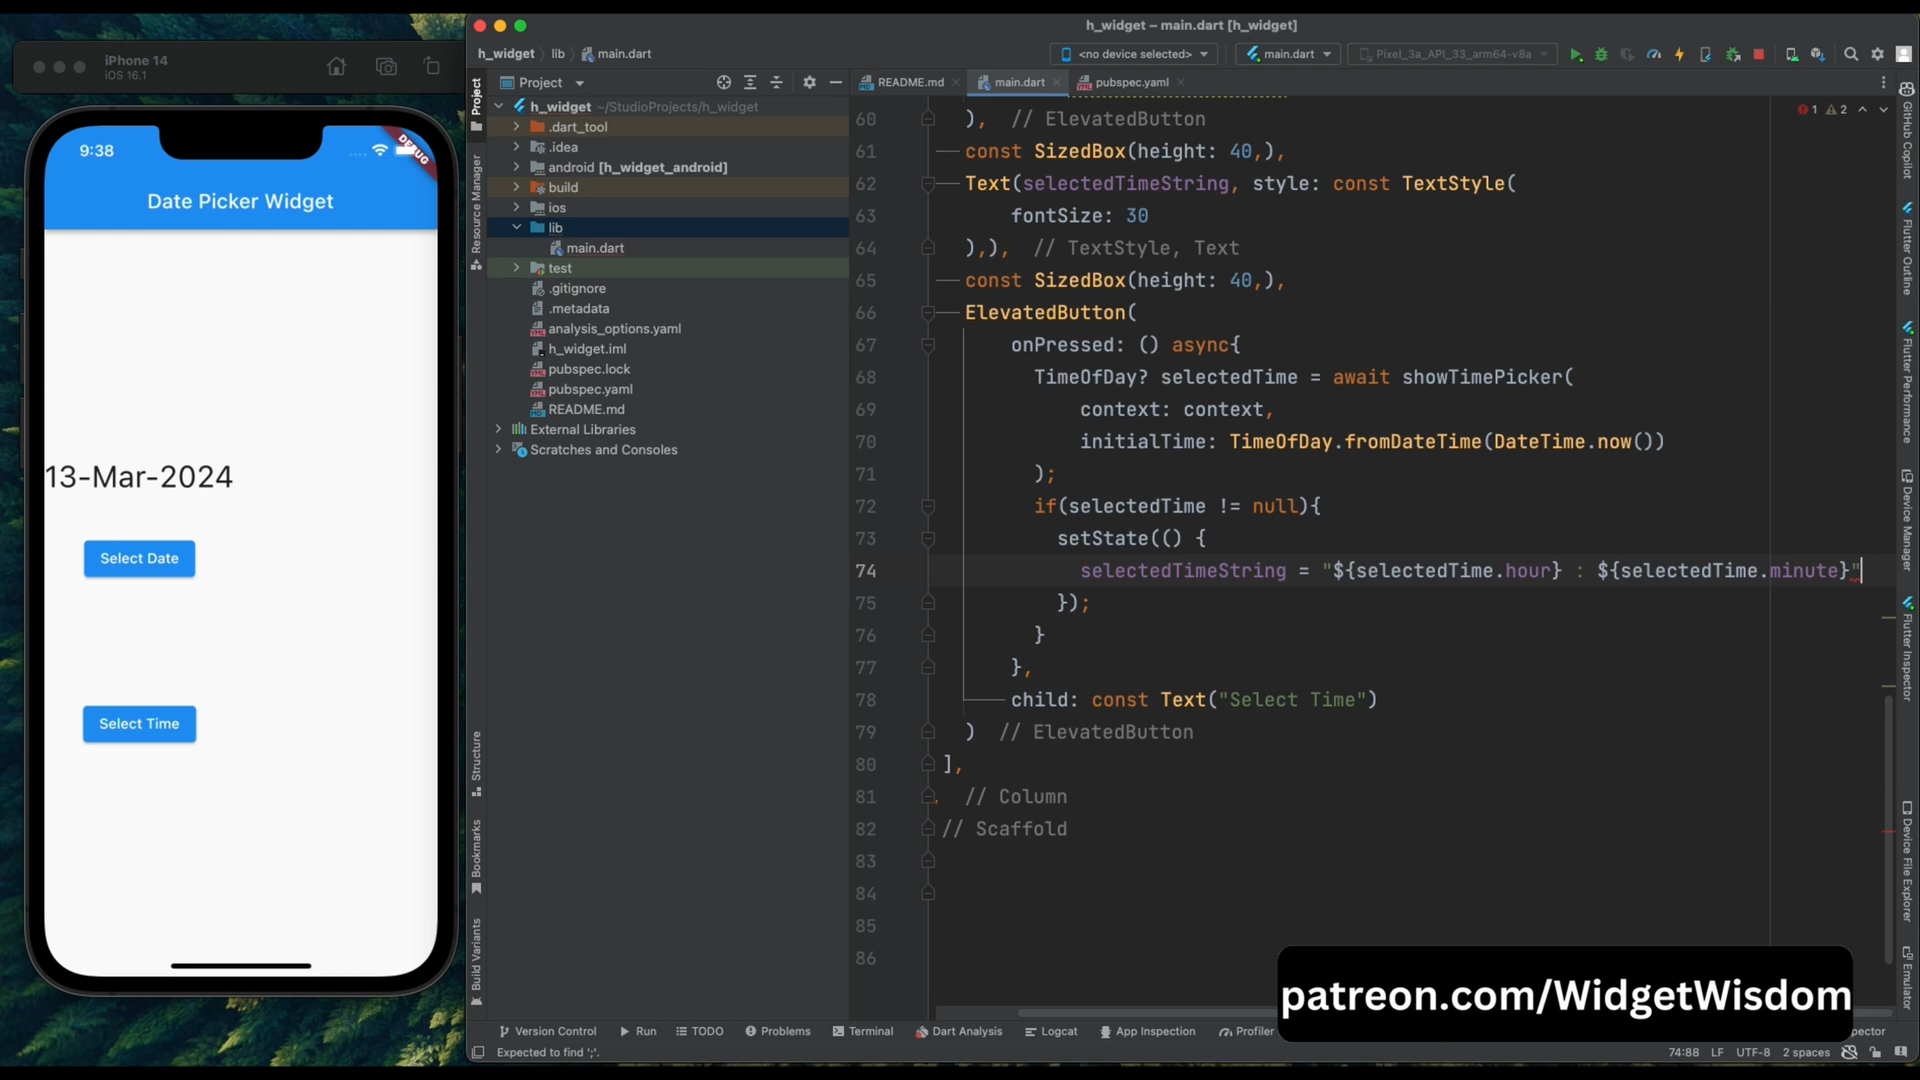 iPhone 14
iOS 16.1
9:38
DEBUG
Date Picker Widget
13-Mar-2024
Select Date
Select Time
h_widget – main.dart [h_widget]
h_widget
lib
main.dart
<no device selected>
main.dart
Pixel_3a_API_33_arm64-v8a
Project
README.md
main.dart
pubspec.yaml
Project
Resource Manager
Structure
Bookmarks
Build Variants
h_widget ~/StudioProjects/h_widget
.dart_tool
.idea
android [h_widget_android]
build
ios
lib
main.dart
test
.gitignore
.metadata
analysis_options.yaml
h_widget.iml
pubspec.lock
pubspec.yaml
README.md
External Libraries
Scratches and Consoles
1 2
60 ), // ElevatedButton
61 const SizedBox(height: 40,),
62 Text(selectedTimeString, style: const TextStyle(
63 fontSize: 30
64 ),), // TextStyle, Text
65 const SizedBox(height: 40,),
66 ElevatedButton(
67 onPressed: () async{
68 TimeOfDay? selectedTime = await showTimePicker(
69 context: context,
70 initialTime: TimeOfDay.fromDateTime(DateTime.now())
71 );
72 if(selectedTime != null){
73 setState(() {
74 selectedTimeString = "${selectedTime.hour} : ${selectedTime.minute}"
75 });
76 }
77 },
78 child: const Text("Select Time")
79 ) // ElevatedButton
80 ],
81 , // Column
82 // Scaffold
83
84
85
86
GitHub Copilot
Flutter Outline
Flutter Performance
Device Manager
Flutter Inspector
Device File Explorer
Emulator
patreon.com/WidgetWisdom
Version Control
Run
TODO
Problems
Terminal
Dart Analysis
Logcat
App Inspection
Profiler
Expected to find ';'.
74:88
LF
UTF-8
2 spaces